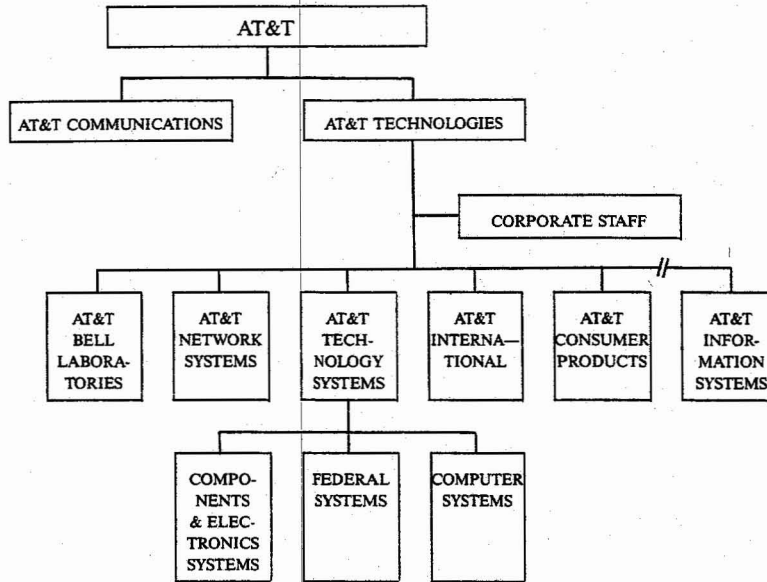 AT&T
AT&T COMMUNICATIONS
AT&T TECHNOLOGIES
CORPORATE STAFF
AT&T
BELL
LABORA-
TORIES
AT&T
NETWORK
SYSTEMS
AT&T
TECH-
NOLOGY
SYSTEMS
AT&T
INTERNA—
TIONAL
AT&T
CONSUMER
PRODUCTS
AT&T
INFOR-
MATION
SYSTEMS
COMPO-
NENTS
& ELEC-
TRONICS
SYSTEMS
FEDERAL
SYSTEMS
COMPUTER
SYSTEMS